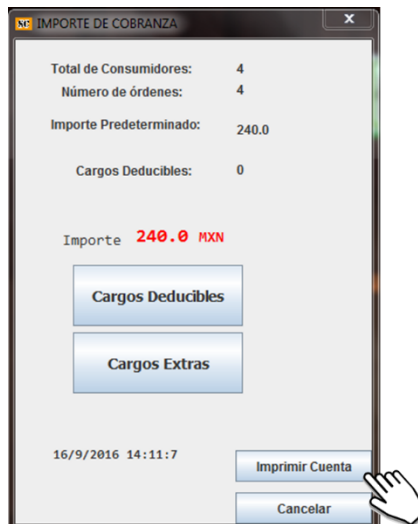 XC IMPORTE DE COBRANZA X
Total de Consumidores: 4
Número de órdenes: 4
Importe Predeterminado: 240.0
Cargos Deducibles: 0
Importe 240.0 MXN
Cargos Deducibles
Cargos Extras
16/9/2016 14:11:7
Imprimir Cuenta
Cancelar